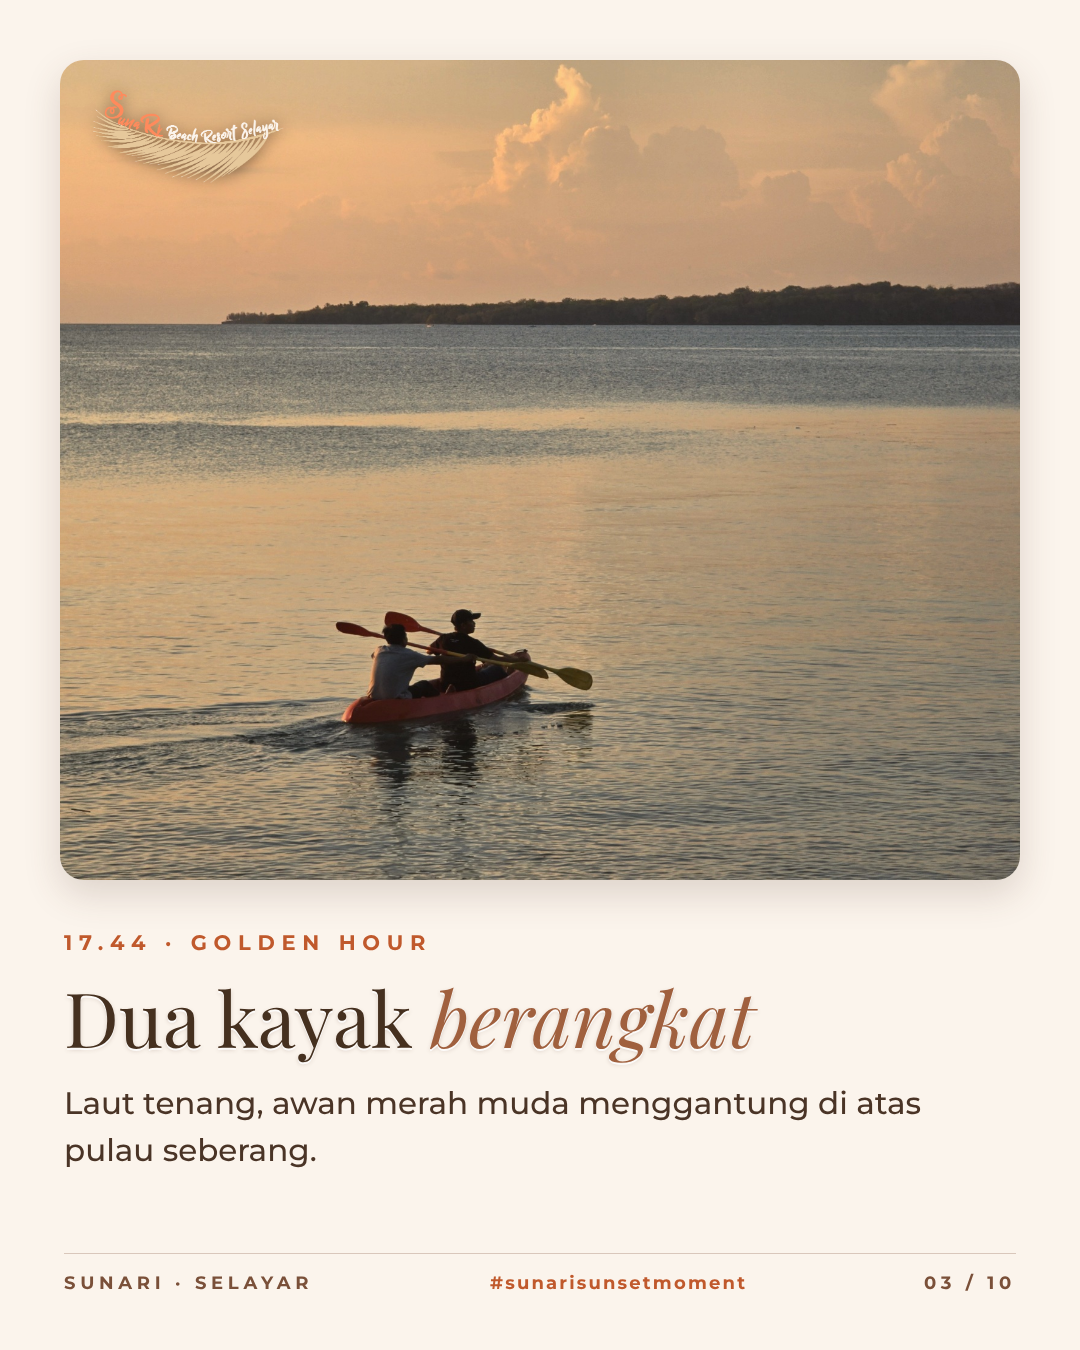 SunaRi Beach Resort Selayar
17.44 · GOLDEN HOUR
Dua kayak berangkat
Laut tenang, awan merah muda menggantung di atas
pulau seberang.
SUNARI · SELAYAR
#sunarisunsetmoment
03 / 10